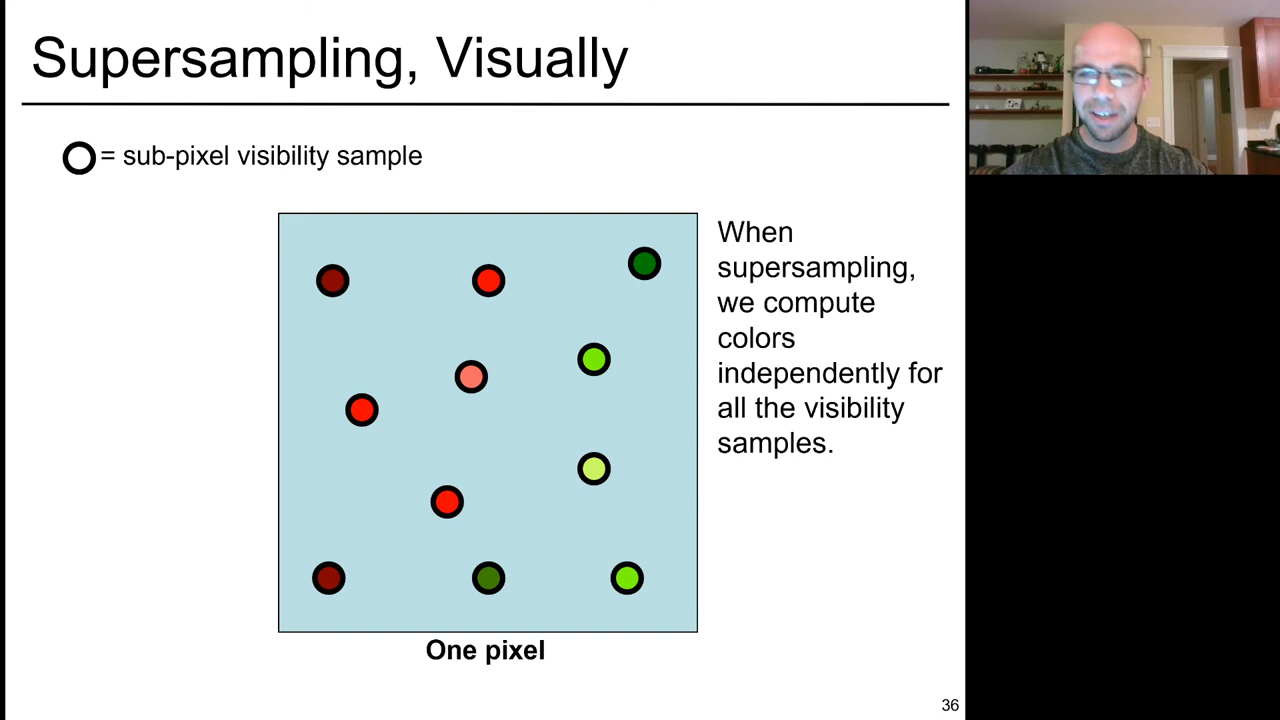 Supersampling, Visually
= sub-pixel visibility sample
When
supersampling,
we compute
colors
independently for
all the visibility
samples.
One pixel
36